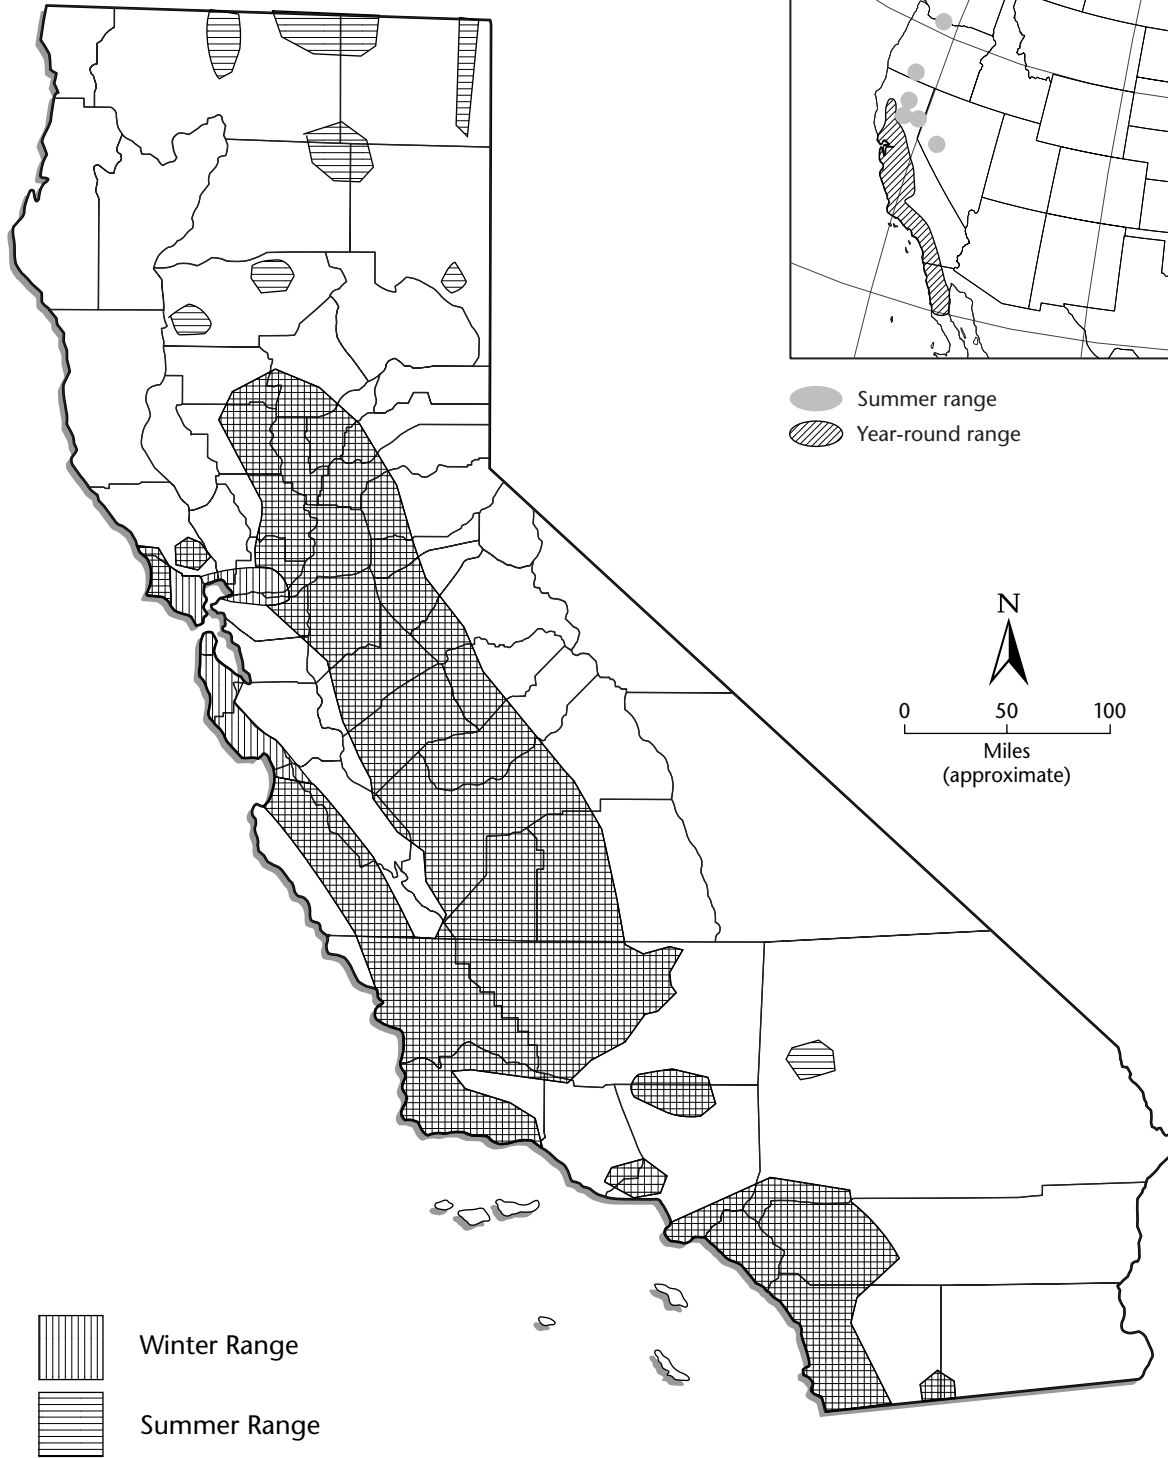 Summer range
Year-round range
N
0 50 100
Miles
(approximate)
Winter Range
Summer Range